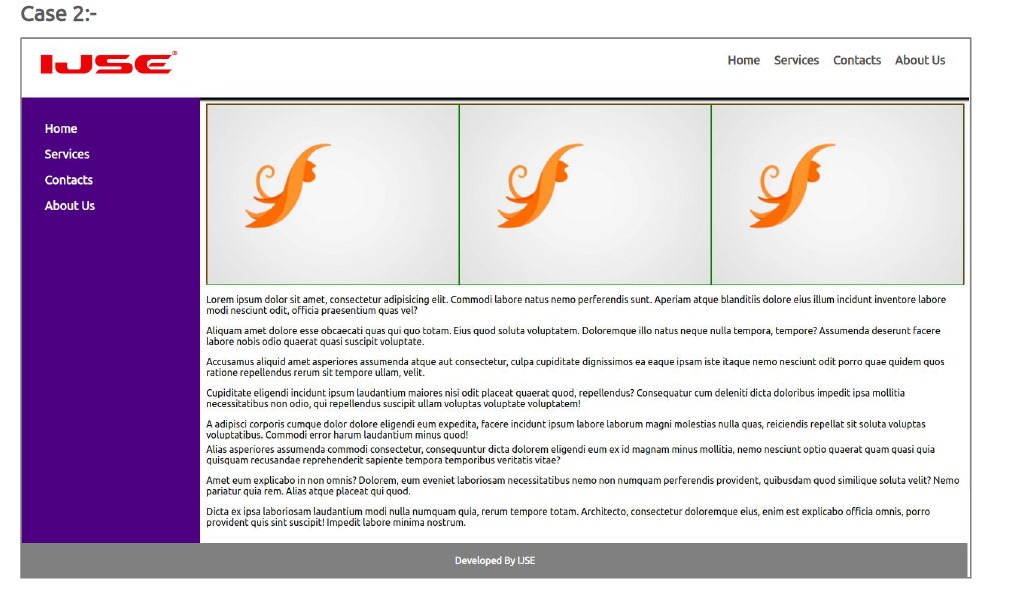 Case 2:-
IJSE®
Home Services Contacts About Us
Home
Services
Contacts
About Us
Lorem ipsum dolor sit amet, consectetur adipisicing elit. Commodi labore natus nemo perferendis sunt. Aperiam atque blanditiis dolore eius illum incidunt inventore labore
modi nesciunt odit, officia praesentium quas vel?
Aliquam amet dolore esse obcaecati quas qui quo totam. Eius quod soluta voluptatem. Doloremque illo natus neque nulla tempora, tempore? Assumenda deserunt facere
labore nobis odio quaerat quasi suscipit voluptate.
Accusamus aliquid amet asperiores assumenda atque aut consectetur, culpa cupiditate dignissimos ea eaque ipsam iste itaque nemo nesciunt odit porro quae quidem quos
ratione repellendus rerum sit tempore ullam, velit.
Cupiditate eligendi incidunt ipsum laudantium maiores nisi odit placeat quaerat quod, repellendus? Consequatur cum deleniti dicta doloribus impedit ipsa mollitia
necessitatibus non odio, qui repellendus suscipit ullam voluptas voluptate voluptatem!
A adipisci corporis cumque dolor dolore eligendi eum expedita, facere incidunt ipsum labore laborum magni molestias nulla quas, reiciendis repellat sit soluta voluptas
voluptatibus. Commodi error harum laudantium minus quod!
Alias asperiores assumenda commodi consectetur, consequuntur dicta dolorem eligendi eum ex id magnam minus mollitia, nemo nesciunt optio quaerat quam quasi quia
quisquam recusandae reprehenderit sapiente tempora temporibus veritatis vitae?
Amet eum explicabo in non omnis? Dolorem, eum eveniet laboriosam necessitatibus nemo non numquam perferendis provident, quibusdam quod similique soluta velit? Nemo
pariatur quia rem. Alias atque placeat qui quod.
Dicta ex ipsa laboriosam laudantium modi nulla numquam quia, rerum tempore totam. Architecto, consectetur doloremque eius, enim est explicabo officia omnis, porro
provident quis sint suscipit! Impedit labore minima nostrum.
Developed By IJSE